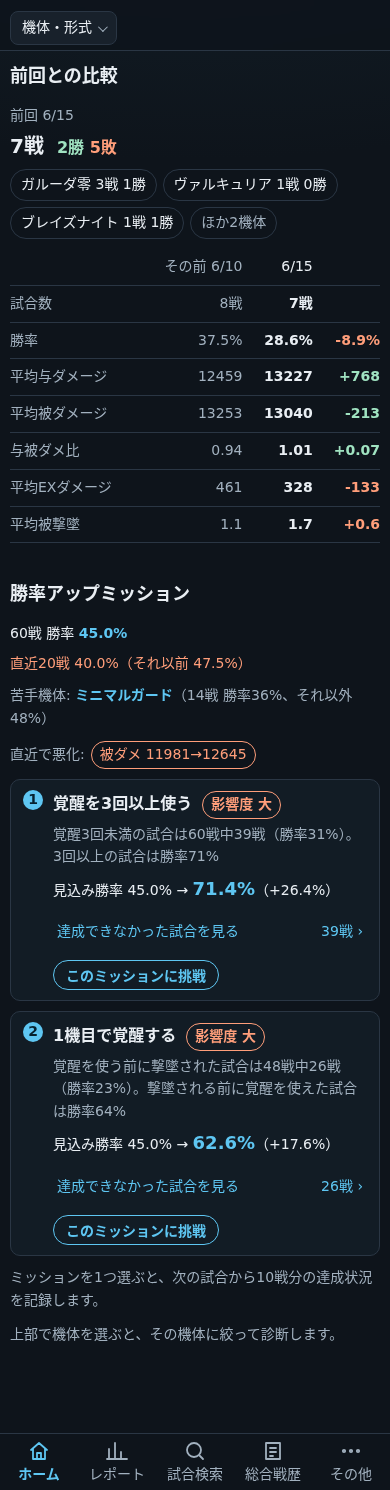 機体・形式
前回との比較
前回 6/15
7戦 2勝 5敗
ガルーダ零 3戦 1勝 ヴァルキュリア 1戦 0勝
ブレイズナイト 1戦 1勝 ほか2機体
その前 6/10 6/15
試合数 8戦 7戦
勝率 37.5% 28.6% -8.9%
平均与ダメージ 12459 13227 +768
平均被ダメージ 13253 13040 -213
与被ダメ比 0.94 1.01 +0.07
平均EXダメージ 461 328 -133
平均被撃墜 1.1 1.7 +0.6
勝率アップミッション
60戦 勝率 45.0%
直近20戦 40.0%（それ以前 47.5%）
苦手機体: ミニマルガード（14戦 勝率36%、それ以外
48%）
直近で悪化: 被ダメ 11981→12645
1 覚醒を3回以上使う 影響度 大
覚醒3回未満の試合は60戦中39戦（勝率31%）。
3回以上の試合は勝率71%
見込み勝率 45.0% → 71.4%（+26.4%）
達成できなかった試合を見る 39戦 ›
このミッションに挑戦
2 1機目で覚醒する 影響度 大
覚醒を使う前に撃墜された試合は48戦中26戦
（勝率23%）。撃墜される前に覚醒を使えた試合
は勝率64%
見込み勝率 45.0% → 62.6%（+17.6%）
達成できなかった試合を見る 26戦 ›
このミッションに挑戦
ミッションを1つ選ぶと、次の試合から10戦分の達成状況
を記録します。
上部で機体を選ぶと、その機体に絞って診断します。
ホーム レポート 試合検索 総合戦歴 その他